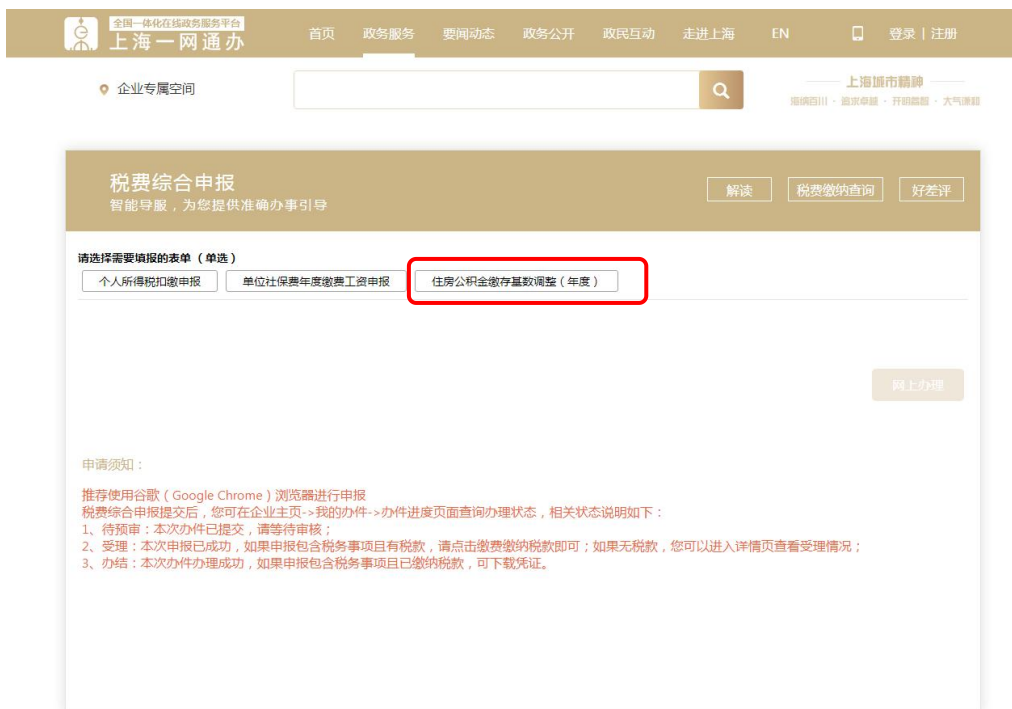 全国一体化在线政务服务平台
上海一网通办
首页 政务服务 要闻动态 政务公开 政民互动 走进上海 EN 登录 | 注册
企业专属空间
上海城市精神
海纳百川 · 追求卓越 · 开明睿智 · 大气谦和
税费综合申报
智能导服，为您提供准确办事引导
解读 税费缴纳查询 好差评
请选择需要填报的表单（单选）
个人所得税扣缴申报 单位社保费年度缴费工资申报 住房公积金缴存基数调整（年度）
网上办理
申请须知：
推荐使用谷歌（Google Chrome）浏览器进行申报
税费综合申报提交后，您可在企业主页->我的办件->办件进度页面查询办理状态，相关状态说明如下：
1、待预审：本次办件已提交，请等待审核；
2、受理：本次申报已成功，如果申报包含税务事项且有税款，请点击缴费缴纳税款即可；如果无税款，您可以进入详情页查看受理情况；
3、办结：本次办件办理成功，如果申报包含税务事项且已缴纳税款，可下载凭证。